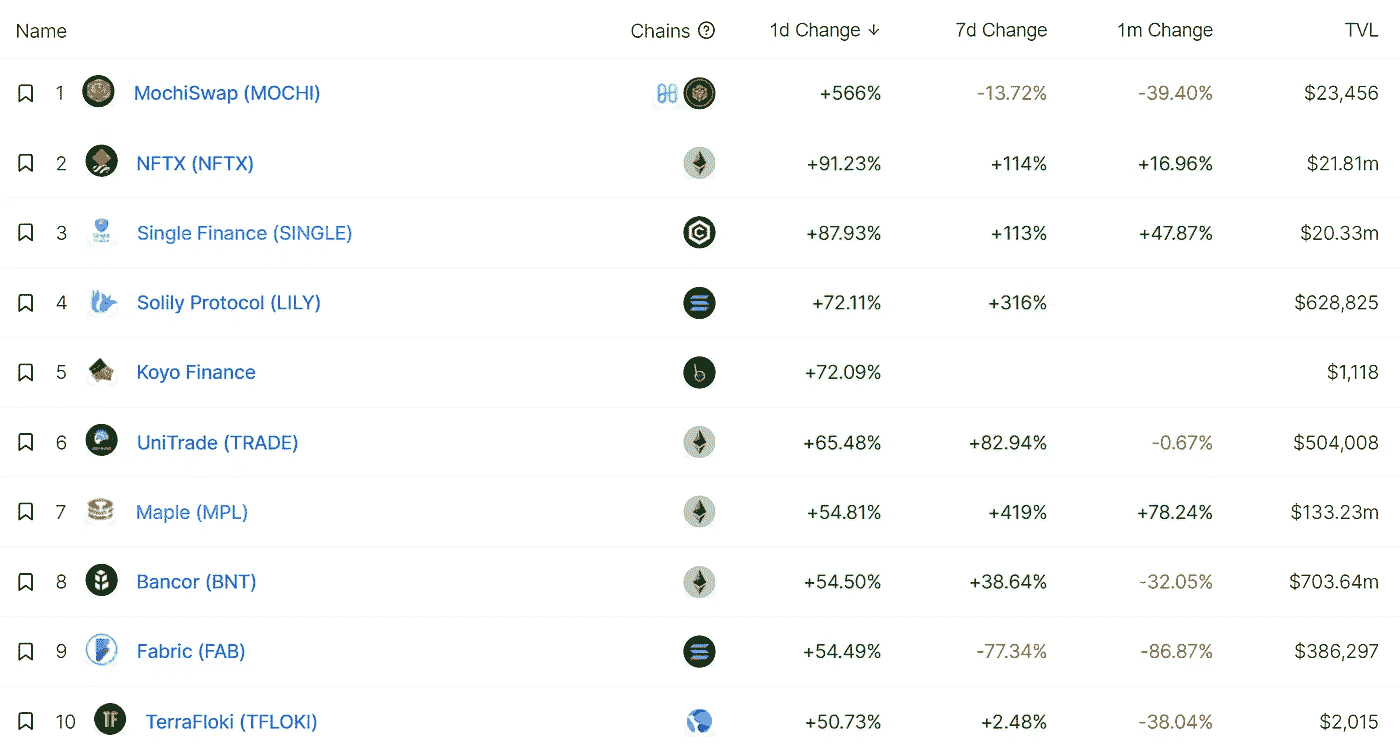 Name Chains 1d Change 7d Change 1m Change TVL
1 MochiSwap (MOCHI) +566% -13.72% -39.40% $23,456
2 NFTX (NFTX) +91.23% +114% +16.96% $21.81m
3 Single Finance (SINGLE) +87.93% +113% +47.87% $20.33m
4 Solily Protocol (LILY) +72.11% +316% $628,825
5 Koyo Finance +72.09% $1,118
6 UniTrade (TRADE) +65.48% +82.94% -0.67% $504,008
7 Maple (MPL) +54.81% +419% +78.24% $133.23m
8 Bancor (BNT) +54.50% +38.64% -32.05% $703.64m
9 Fabric (FAB) +54.49% -77.34% -86.87% $386,297
10 TF TerraFloki (TFLOKI) +50.73% +2.48% -38.04% $2,015